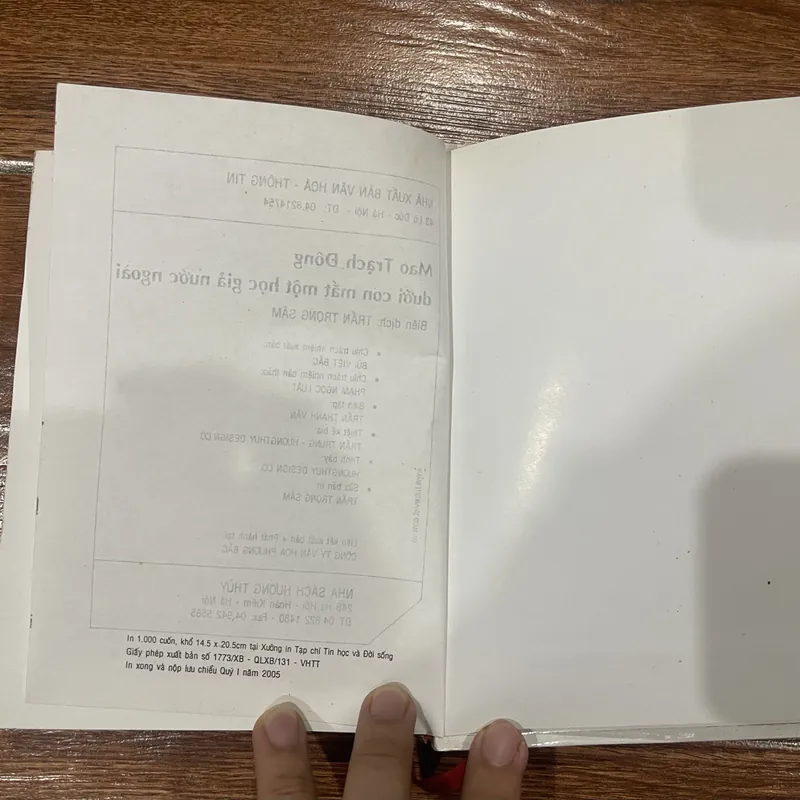 NHÀ XUẤT BẢN VĂN HOÁ - THÔNG TIN
43 Lò Đúc - Hà Nội - ĐT: 04.8214754
Mao Trạch Đông
dưới con mắt một học giả nước ngoài
Biên dịch: TRẦN TRỌNG SÂM
• Chịu trách nhiệm xuất bản:
BÙI VIỆT BẮC
• Chịu trách nhiệm bản thảo:
PHẠM NGỌC LUẬT
• Biên tập:
TRẦN THANH VÂN
• Thiết kế bìa:
TRẦN TRUNG - HUONGTHUY DESIGN.CO
• Trình bày:
HUONGTHUY DESIGN.CO
• Sửa bản in:
TRẦN TRỌNG SÂM
Liên kết xuất bản + Phát hành tại
CÔNG TY VĂN HOÁ PHƯƠNG BẮC
NHÀ SÁCH HƯƠNG THỦY
Hoàn Kiếm - Hà Nội
ĐT: 04.822 1480 - Fax: 04.942 5565
In 1.000 cuốn, khổ 14.5 x 20.5cm tại Xưởng in Tạp chí Tin học và Đời sống
Giấy phép xuất bản số 1773/XB - QLXB/131 - VHTT
In xong và nộp lưu chiểu Quý I năm 2005